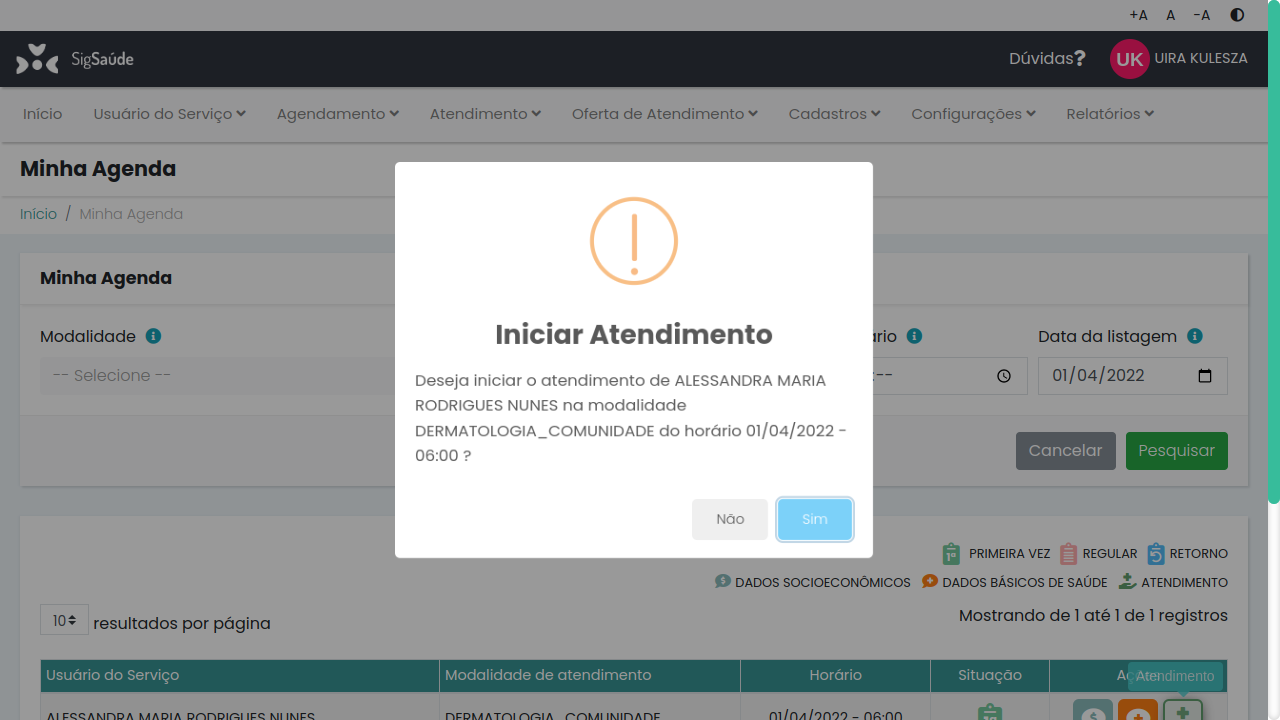 +A A -A
SigSaúde
Dúvidas?
UK UIRA KULESZA
Início Usuário do Serviço Agendamento Atendimento Oferta de Atendimento Cadastros Configurações Relatórios
Minha Agenda
Início / Minha Agenda
Minha Agenda
Modalidade
Data da listagem
-- Selecione --
01/04/2022
Cancelar Pesquisar
Iniciar Atendimento
Deseja iniciar o atendimento de ALESSANDRA MARIA
RODRIGUES NUNES na modalidade
DERMATOLOGIA_COMUNIDADE do horário 01/04/2022 -
06:00 ?
Não Sim
PRIMEIRA VEZ REGULAR RETORNO
DADOS SOCIOECONÔMICOS DADOS BÁSICOS DE SAÚDE ATENDIMENTO
10 resultados por página
Mostrando de 1 até 1 de 1 registros
Usuário do Serviço Modalidade de atendimento Horário Situação
Atendimento
ALESSANDRA MARIA RODRIGUES NUNES DERMATOLOGIA_COMUNIDADE 01/04/2022 - 06:00